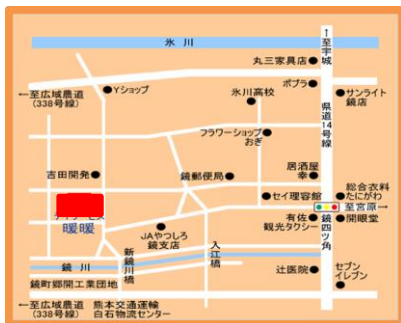 氷川
↑至宇城
丸三家具店
ポプラ
Yショップ
氷川高校
サンライト
鏡店
←至広域農道
(338号線)
県道14号線
フラワーショップ
おぎ
吉田開発
鏡郵便局
居酒屋
幸
総合衣料
たにがわ
セイ理容館
至宮原→
暖暖
JAやつしろ
鏡支店
有佐
観光タクシー
鏡四ツ角
開眼堂
新鏡川橋
入江橋
鏡川
辻医院
セブン
イレブン
鏡町郷開工業団地
←至広域農道
(338号線)
熊本交通運輸
白石物流センター